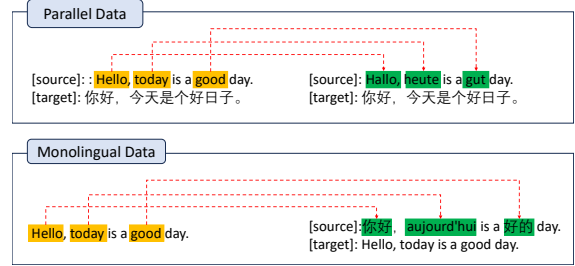 Parallel Data
[source]: : Hello, today is a good day.
[target]: 你好，今天是个好日子。
[source]: Hallo, heute is a gut day.
[target]: 你好，今天是个好日子。
Monolingual Data
Hello, today is a good day.
[source]:你好，aujourd'hui is a 好的 day.
[target]: Hello, today is a good day.